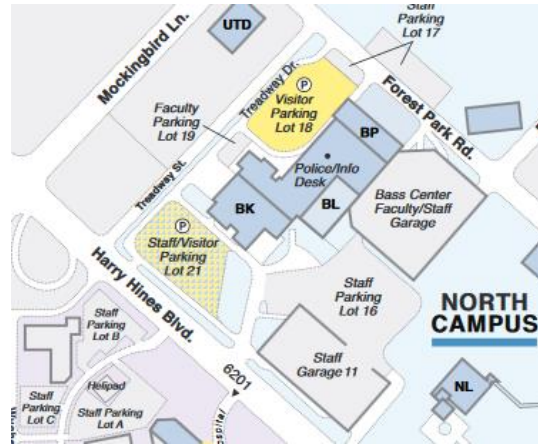 Staff
Parking
Lot 17
UTD
Mockingbird Ln.
Treadway Dr.
P
Visitor
Parking
Lot 18
Forest Park Rd.
Faculty
Parking
Lot 19
BP
Police/Info
Desk
Treadway St.
BK
BL
Bass Center
Faculty/Staff
Garage
P
Staff/Visitor
Parking
Lot 21
Harry Hines Blvd.
Staff
Parking
Lot 16
NORTH
CAMPUS
Staff
Parking
Lot B
Staff
Garage 11
6201
NL
Helipad
Staff
Parking
Lot C
Staff Parking
Lot A